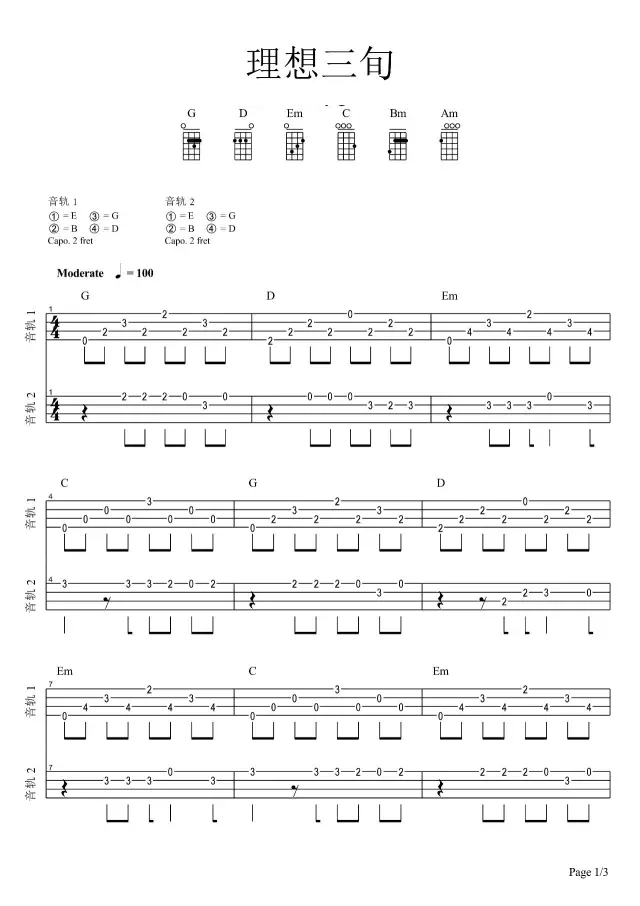 理想三旬
G D Em C Bm Am
音轨 1 音轨 2
① = E ③ = G ① = E ③ = G
② = B ④ = D ② = B ④ = D
Capo. 2 fret Capo. 2 fret
Moderate ♩ = 100
G D Em
音轨 1
1
4 4
0 2 3 2 2 2 3 2 2 2 2 2 0 2 2 2 0 4 3 4 2 4 3 4
音轨 2
1
4 4
2 2 2 0 3 0 0 0 0 3 2 3 3 3 3 0 3
C G D
音轨 1
4
0 0 0 0 3 0 0 0 0 2 3 2 2 2 3 2 2 2 2 2 0 2 2 2
音轨 2
4
3 3 3 2 0 2 2 2 2 0 3 0 2 2 3 0
Em C Em
音轨 1
7
0 4 3 4 2 4 3 4 0 0 0 0 3 0 0 0 0 4 3 4 2 4 3 4
音轨 2
7
3 3 3 0 3 3 3 3 2 0 2 2 2 2 0 3 0
Page 1/3